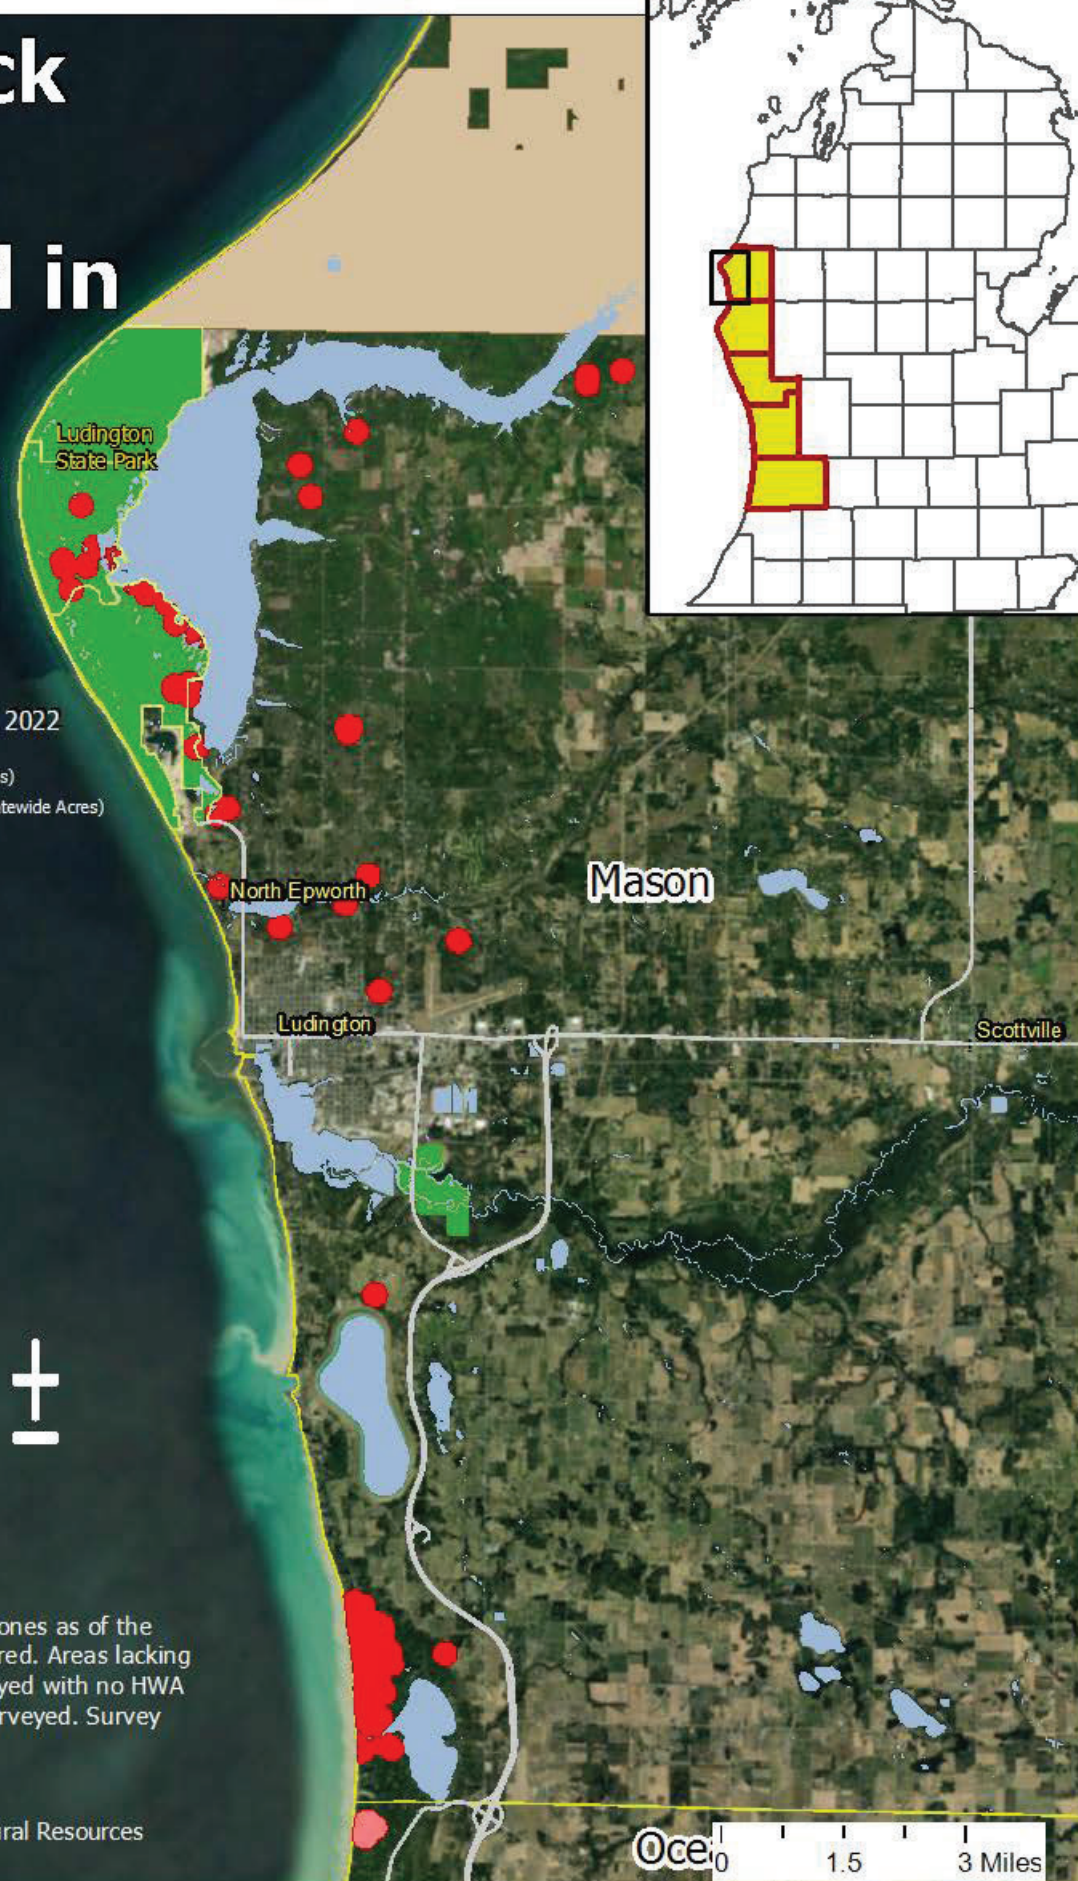 ck
l in
Ludington
State Park
2022
s)
tewide Acres)
North Epworth
Mason
Ludington
Scottville
ones as of the
red. Areas lacking
yed with no HWA
rveyed. Survey
ral Resources
Oce
0 1.5 3 Miles